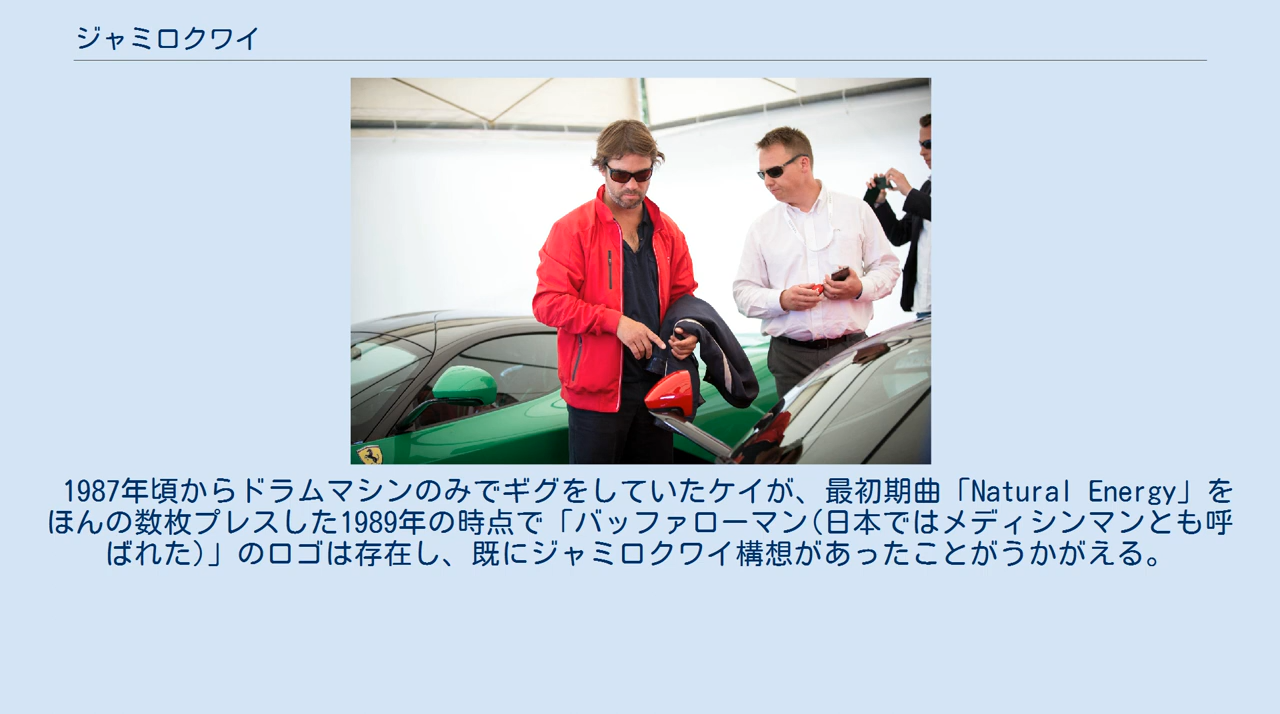 ジャミロクワイ
1987年頃からドラムマシンのみでギグをしていたケイが、最初期曲「Natural Energy」を
ほんの数枚プレスした1989年の時点で「バッファローマン(日本ではメディシンマンとも呼
ばれた)」のロゴは存在し、既にジャミロクワイ構想があったことがうかがえる。